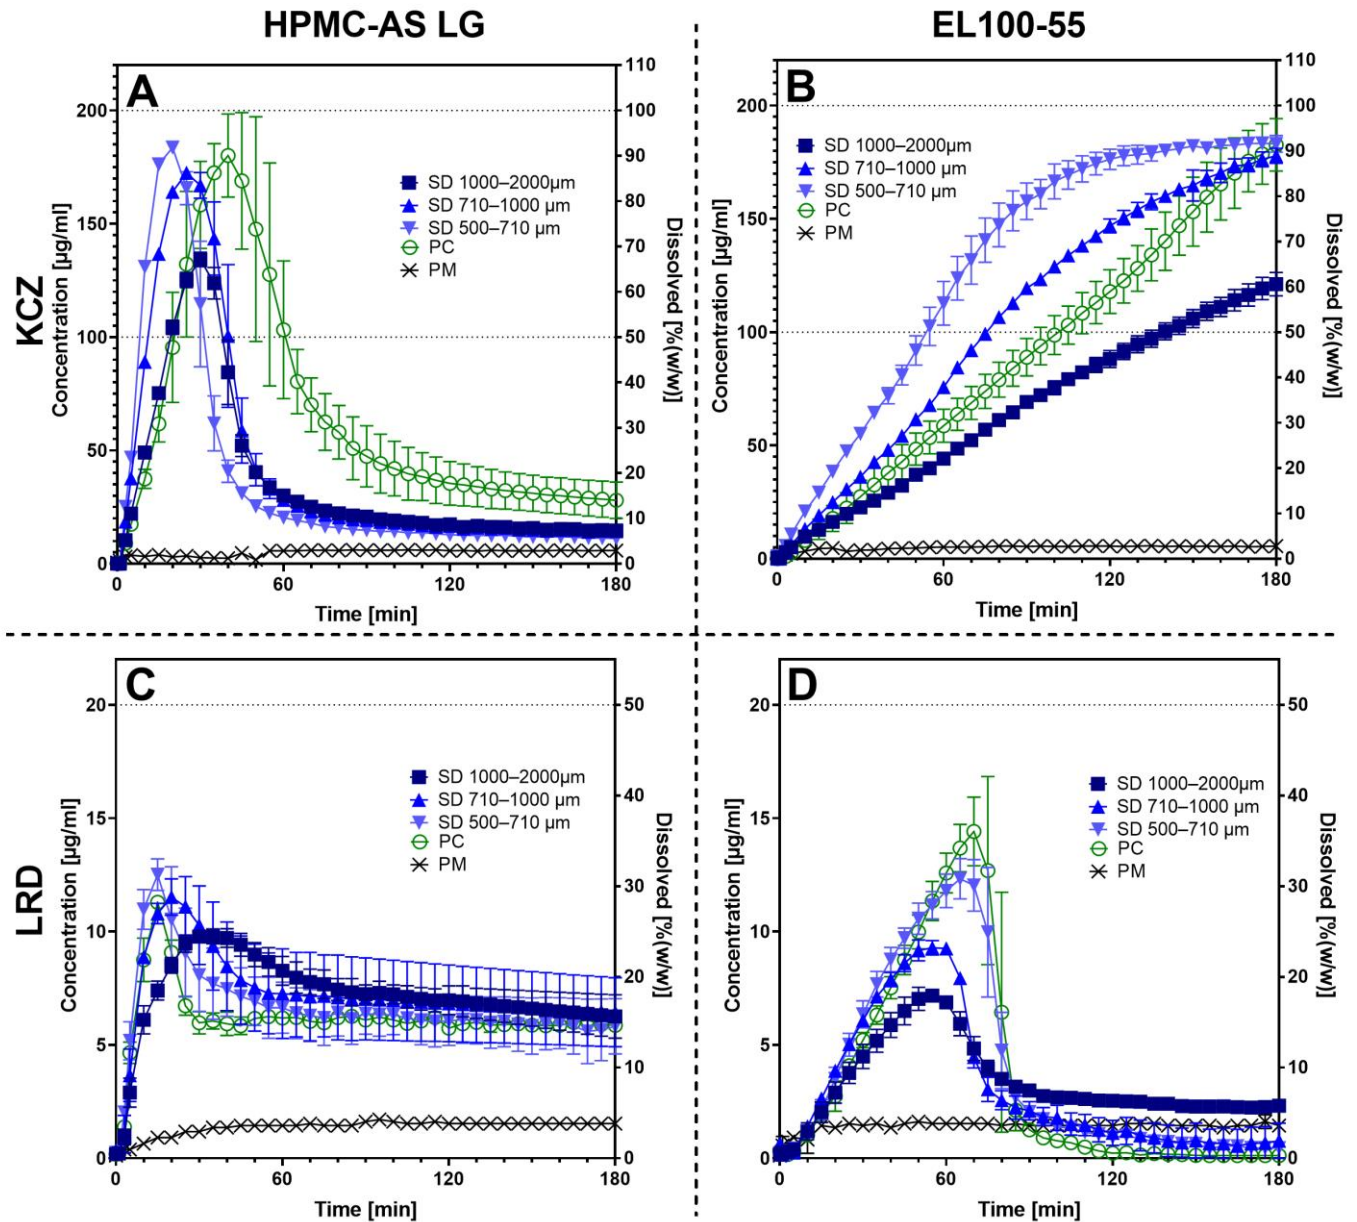 HPMC-AS LG
EL100-55
KCZ
LRD
A
Concentration [µg/ml]
200
150
100
50
0
110
100
90
80
70
60
50
40
30
20
10
0
Dissolved [%(w/w)]
SD 1000–2000µm
SD 710–1000 µm
SD 500–710 µm
PC
PM
0
60
120
180
Time [min]
B
Concentration [µg/ml]
200
150
100
50
0
110
100
90
80
70
60
50
40
30
20
10
0
Dissolved [%(w/w)]
SD 1000–2000µm
SD 710–1000 µm
SD 500–710 µm
PC
PM
0
60
120
180
Time [min]
C
Concentration [µg/ml]
20
15
10
5
0
50
40
30
20
10
0
Dissolved [%(w/w)]
SD 1000–2000µm
SD 710–1000 µm
SD 500–710 µm
PC
PM
0
60
120
180
Time [min]
D
Concentration [µg/ml]
20
15
10
5
0
50
40
30
20
10
0
Dissolved [%(w/w)]
SD 1000–2000µm
SD 710–1000 µm
SD 500–710 µm
PC
PM
0
60
120
180
Time [min]